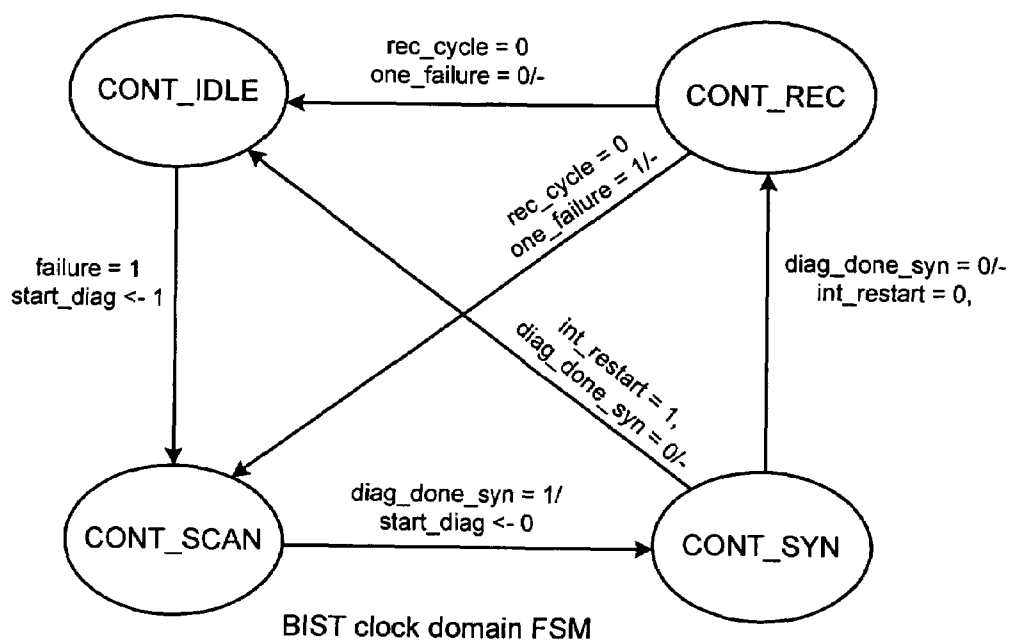 rec_cycle = 0
one_failure = 0/-
CONT_IDLE
CONT_REC
rec_cycle = 0
one_failure = 1/-
failure = 1
start_diag <- 1
diag_done_syn = 0/-
int_restart = 0,
int_restart = 1,
diag_done_syn = 0/-
diag_done_syn = 1/
start_diag <- 0
CONT_SCAN
CONT_SYN
BIST clock domain FSM